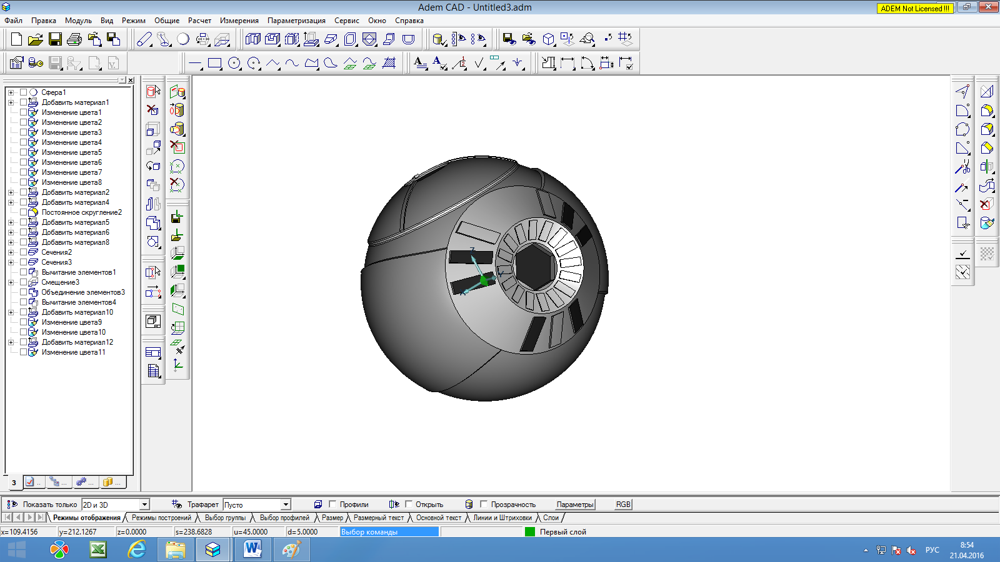 Adem CAD - Untitled3.adm
ADEM Not Licensed !!!
Файл Правка Модуль Вид Режим Общие Расчет Измерения Параметризация Сервис Окно Справка
Сфера1
Добавить материал1
Изменение цвета1
Изменение цвета2
Изменение цвета3
Изменение цвета4
Изменение цвета5
Изменение цвета6
Изменение цвета7
Изменение цвета8
Добавить материал2
Добавить материал4
Постоянное скругление2
Добавить материал5
Добавить материал6
Добавить материал8
Сечения2
Сечения3
Вычитание элементов1
Смещение3
Объединение элементов3
Вычитание элементов4
Добавить материал10
Изменение цвета9
Изменение цвета10
Добавить материал12
Изменение цвета11
Z
Y
X
3 .. ... ... ...
Показать только 2D и 3D Трафарет Пусто Профили Открыть Прозрачность Параметры RGB
Режимы отображения Режимы построений Выбор группы Выбор профилей Размер Размерный текст Основной текст Линии и Штриховки Слои
x=109.4156 y=212.1267 z=0.0000 s=238.6828 u=45.0000 d=5.0000 Выбор команды Первый слой
РУС
8:54
21.04.2016